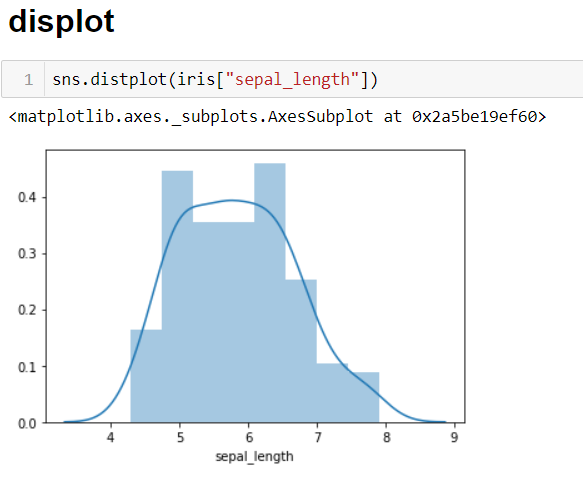 displot
1 sns.distplot(iris["sepal_length"])
<matplotlib.axes._subplots.AxesSubplot at 0x2a5be19ef60>
0.4
0.3
0.2
0.1
0.0
4 5 6 7 8 9
sepal_length